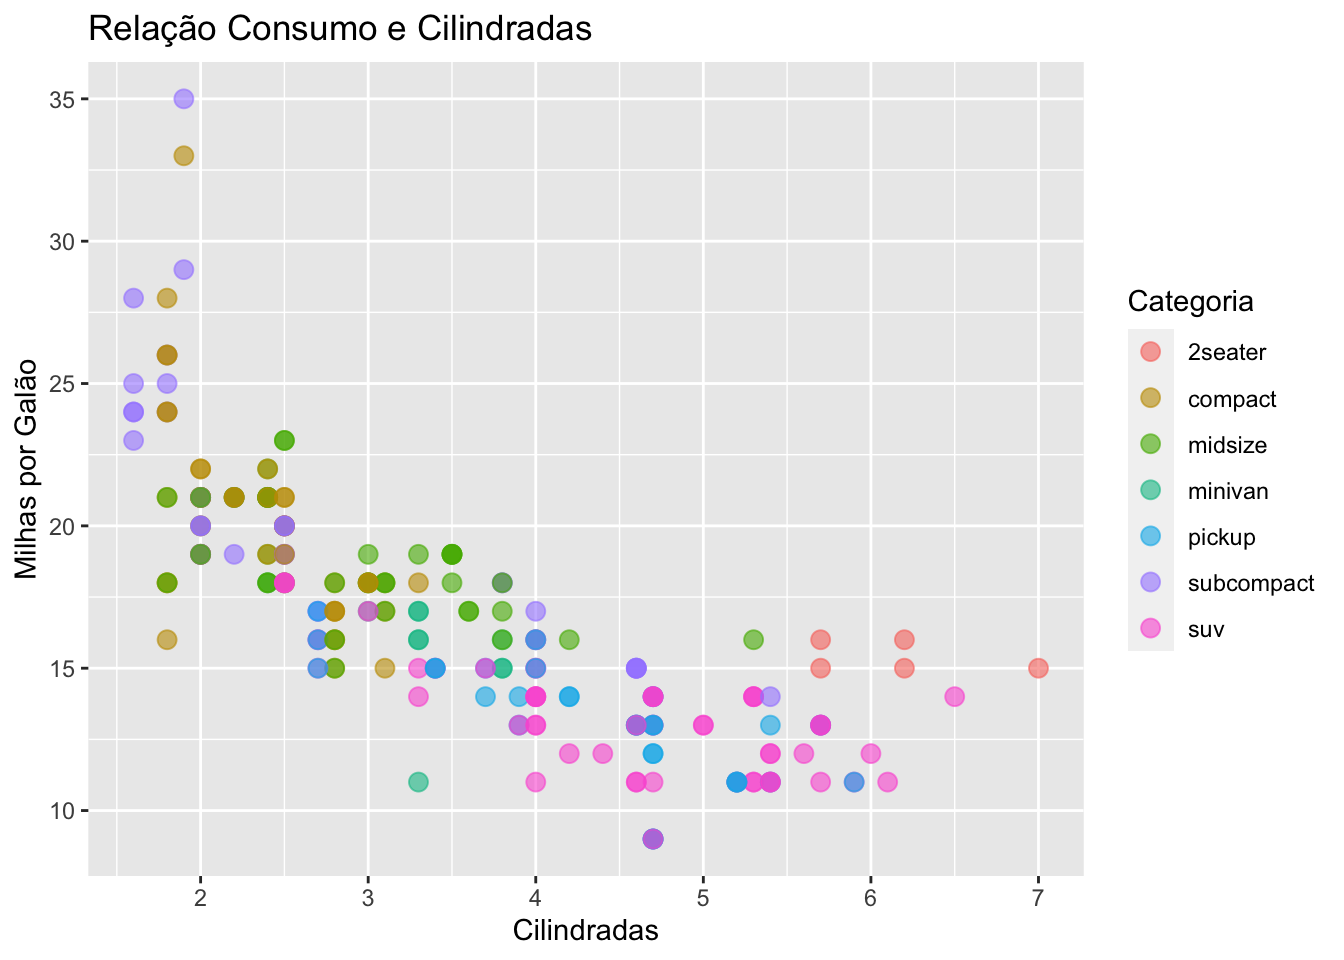 Relação Consumo e Cilindradas
35
30
25
20
15
10
Milhas por Galão
2 3 4 5 6 7
Cilindradas
Categoria
2seater
compact
midsize
minivan
pickup
subcompact
suv